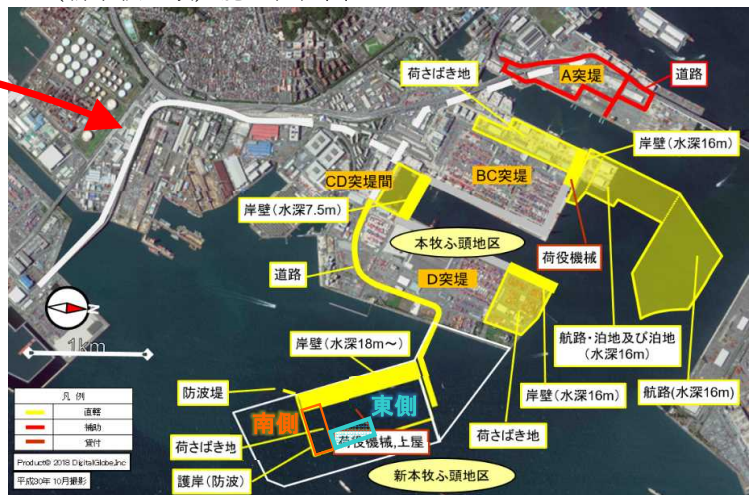 荷さばき地
A突堤
道路
岸壁(水深16m)
CD突堤間
BC突堤
岸壁(水深7.5m)
本牧ふ頭地区
荷役機械
道路
D突堤
航路・泊地及び泊地
(水深16m)
N
1km
岸壁(水深18m～)
岸壁(水深16m)
航路(水深16m)
防波堤
凡例
直轄
補助
貸付
南側
東側
荷さばき地
荷役機械,上屋
荷さばき地
護岸(防波)
新本牧ふ頭地区
Product© 2018 DigitalGlobe,Inc
平成30年 10月撮影